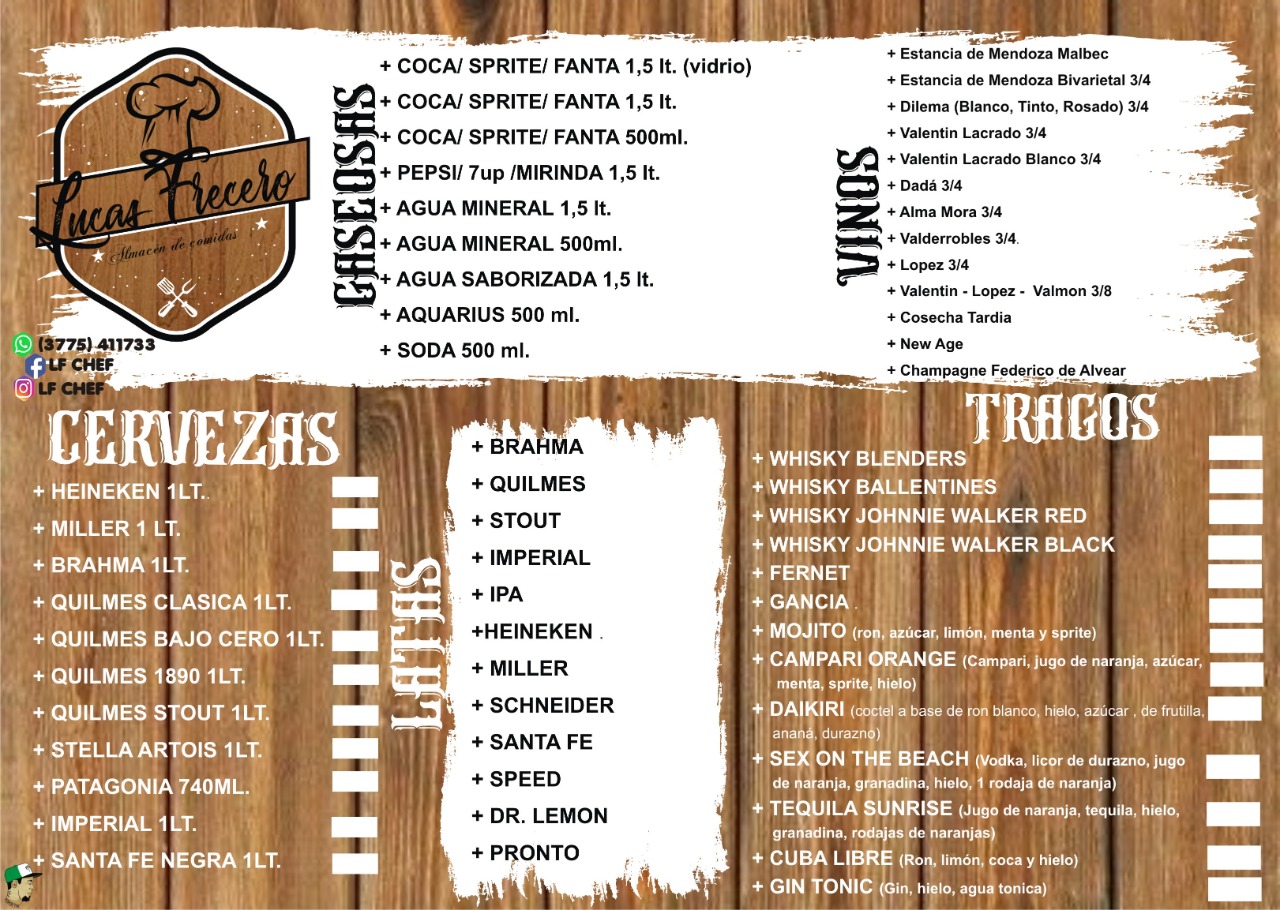 Lucas Frecero
Almacén de comidas
(3775) 411733
LF CHEF
LF CHEF
GASEOSAS
+ COCA/ SPRITE/ FANTA 1,5 lt. (vidrio)
+ COCA/ SPRITE/ FANTA 1,5 lt.
+ COCA/ SPRITE/ FANTA 500ml.
+ PEPSI/ 7up /MIRINDA 1,5 lt.
+ AGUA MINERAL 1,5 lt.
+ AGUA MINERAL 500ml.
+ AGUA SABORIZADA 1,5 lt.
+ AQUARIUS 500 ml.
+ SODA 500 ml.
VINOS
+ Estancia de Mendoza Malbec
+ Estancia de Mendoza Bivarietal 3/4
+ Dilema (Blanco, Tinto, Rosado) 3/4
+ Valentin Lacrado 3/4
+ Valentin Lacrado Blanco 3/4
+ Dadá 3/4
+ Alma Mora 3/4
+ Valderrobles 3/4.
+ Lopez 3/4
+ Valentin - Lopez - Valmon 3/8
+ Cosecha Tardia
+ New Age
+ Champagne Federico de Alvear
CERVEZAS
+ HEINEKEN 1LT..
+ MILLER 1 LT.
+ BRAHMA 1LT.
+ QUILMES CLASICA 1LT.
+ QUILMES BAJO CERO 1LT.
+ QUILMES 1890 1LT.
+ QUILMES STOUT 1LT.
+ STELLA ARTOIS 1LT.
+ PATAGONIA 740ML.
+ IMPERIAL 1LT.
+ SANTA FE NEGRA 1LT.
LATAS
+ BRAHMA
+ QUILMES
+ STOUT
+ IMPERIAL
+ IPA
+HEINEKEN .
+ MILLER
+ SCHNEIDER
+ SANTA FE
+ SPEED
+ DR. LEMON
+ PRONTO
TRAGOS
+ WHISKY BLENDERS
+ WHISKY BALLENTINES
+ WHISKY JOHNNIE WALKER RED
+ WHISKY JOHNNIE WALKER BLACK
+ FERNET
+ GANCIA .
+ MOJITO (ron, azúcar, limón, menta y sprite)
+ CAMPARI ORANGE (Campari, jugo de naranja, azúcar,
menta, sprite, hielo)
+ DAIKIRI (coctel a base de ron blanco, hielo, azúcar , de frutilla,
ananá, durazno)
+ SEX ON THE BEACH (Vodka, licor de durazno, jugo
de naranja, granadina, hielo, 1 rodaja de naranja)
+ TEQUILA SUNRISE (Jugo de naranja, tequila, hielo,
granadina, rodajas de naranjas)
+ CUBA LIBRE (Ron, limón, coca y hielo)
+ GIN TONIC (Gin, hielo, agua tonica)